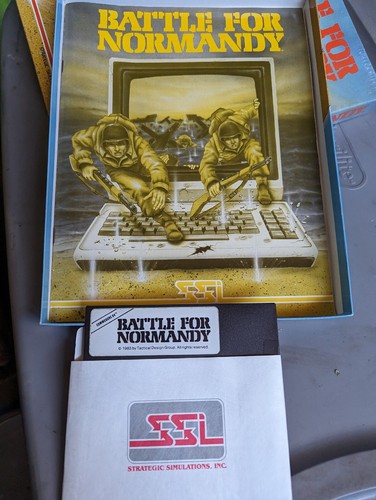 BATTLE FOR
NORMANDY
FOR
SSI
BATTLE FOR
NORMANDY
© 1983 by Tactical Design Group. All rights reserved.
SSI
STRATEGIC SIMULATIONS, INC.